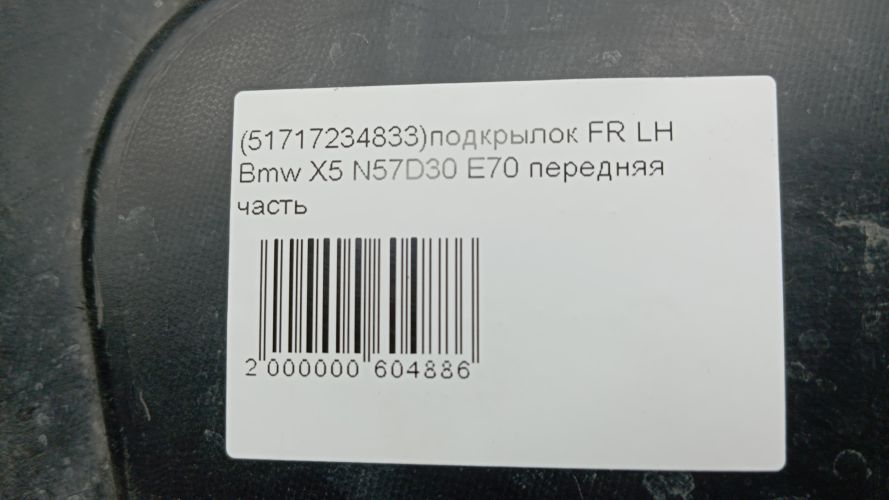 (51717234833)подкрылок FR LH
Bmw X5 N57D30 E70 передняя
часть
2 000000 604886